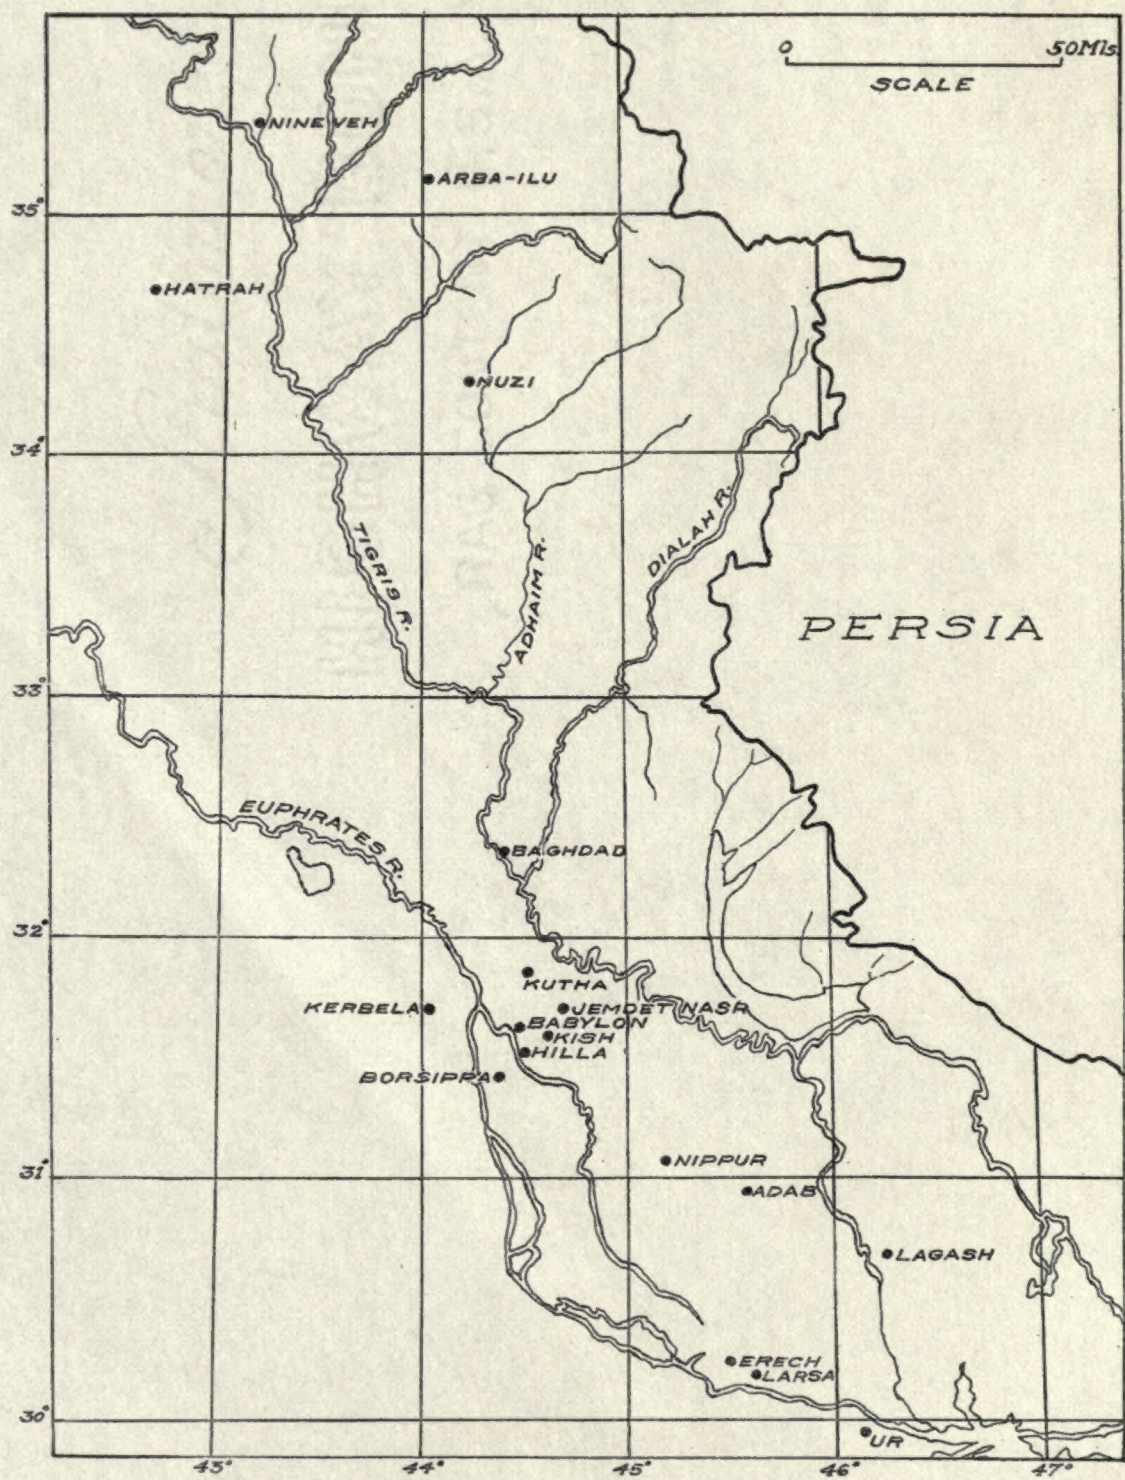 0 50Mls.
SCALE
NINEVEH
ARBA-ILU
35°
HATRAH
NUZI
34°
TIGRIS R.
ADHAIM R.
DIALAH R.
PERSIA
33°
EUPHRATES R.
BAGHDAD
32°
KUTHA
KERBELA
JEMDET NASR
BABYLON
KISH
HILLA
BORSIPPA
NIPPUR
31°
ADAB
LAGASH
ERECH
LARSA
30°
UR
43° 44° 45° 46° 47°